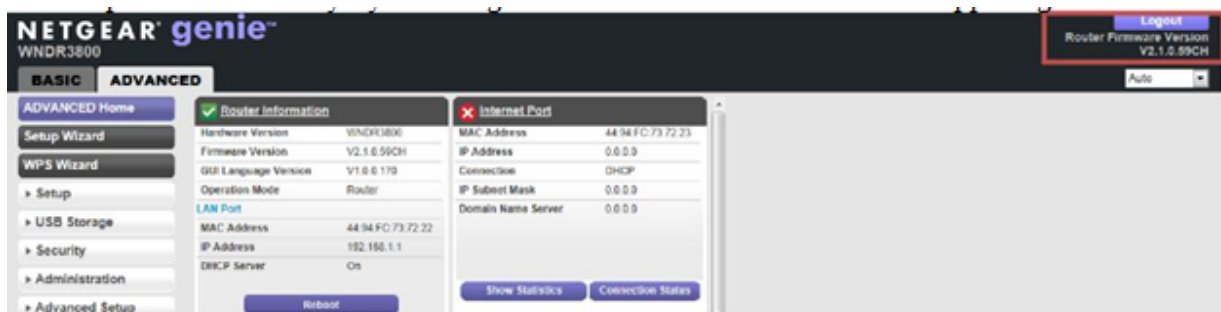 NETGEAR® genie™
WNDR3800
Logout
Router Firmware Version
V2.1.0.59CH
BASIC ADVANCED
Auto
ADVANCED Home
Setup Wizard
WPS Wizard
▸ Setup
▸ USB Storage
▸ Security
▸ Administration
▸ Advanced Setup
Router Information
Hardware Version WNDR3800
Firmware Version V2.1.0.59CH
GUI Language Version V1.0.0.170
Operation Mode Router
LAN Port
MAC Address 44:94:FC:73:72:22
IP Address 192.168.1.1
DHCP Server On
Reboot
Internet Port
MAC Address 44:94:FC:73:72:23
IP Address 0.0.0.0
Connection DHCP
IP Subnet Mask 0.0.0.0
Domain Name Server 0.0.0.0
Show Statistics Connection Status